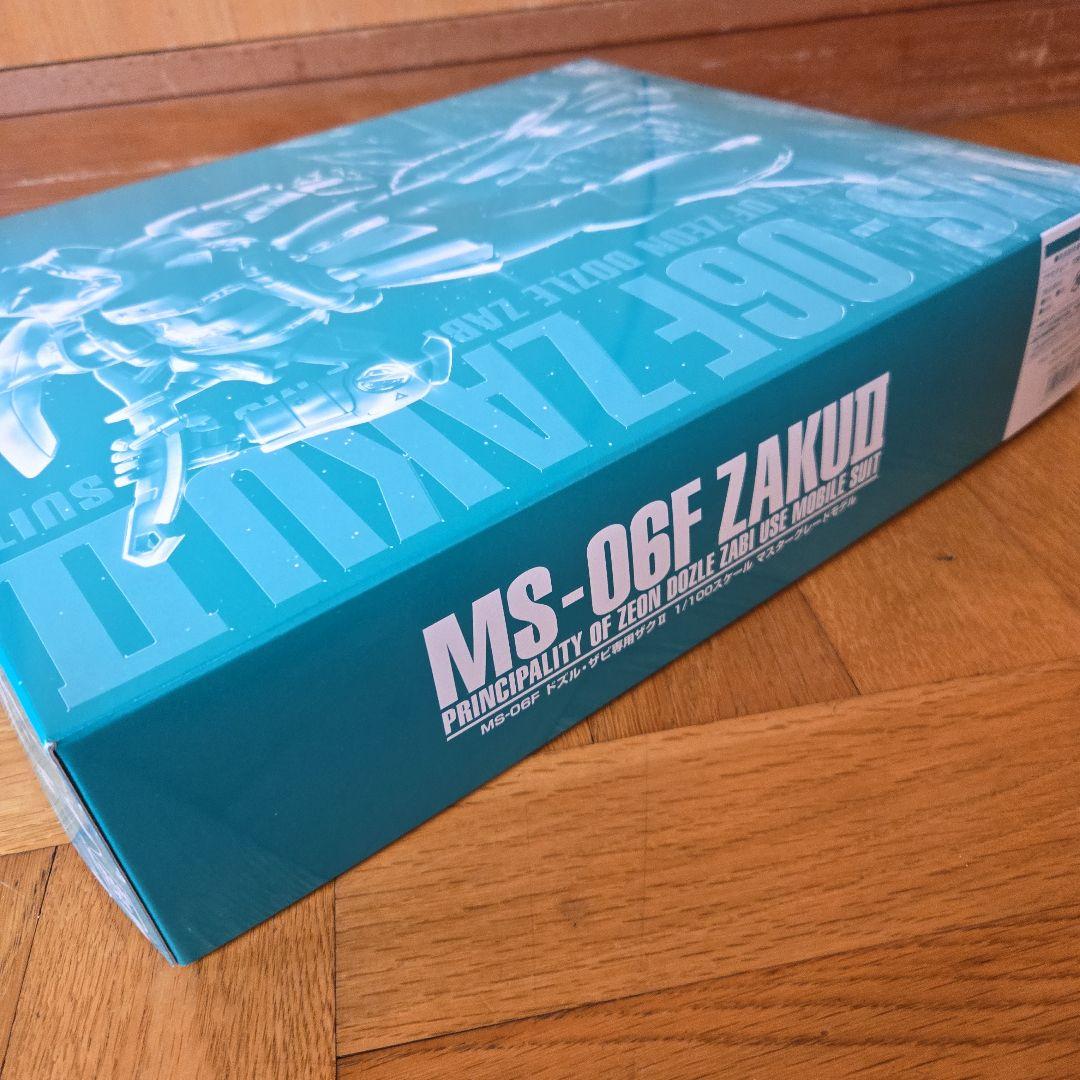 MS-06F ZAKUⅡ
PRINCIPALITY OF ZEON DOZLE ZABI USE MOBILE SUIT
MS-06F ドズル・ザビ専用ザクⅡ 1/100スケール マスターグレードモデル
MS-06F ZAKUⅡ
OF ZEON DOZLE ZABI
SUIT